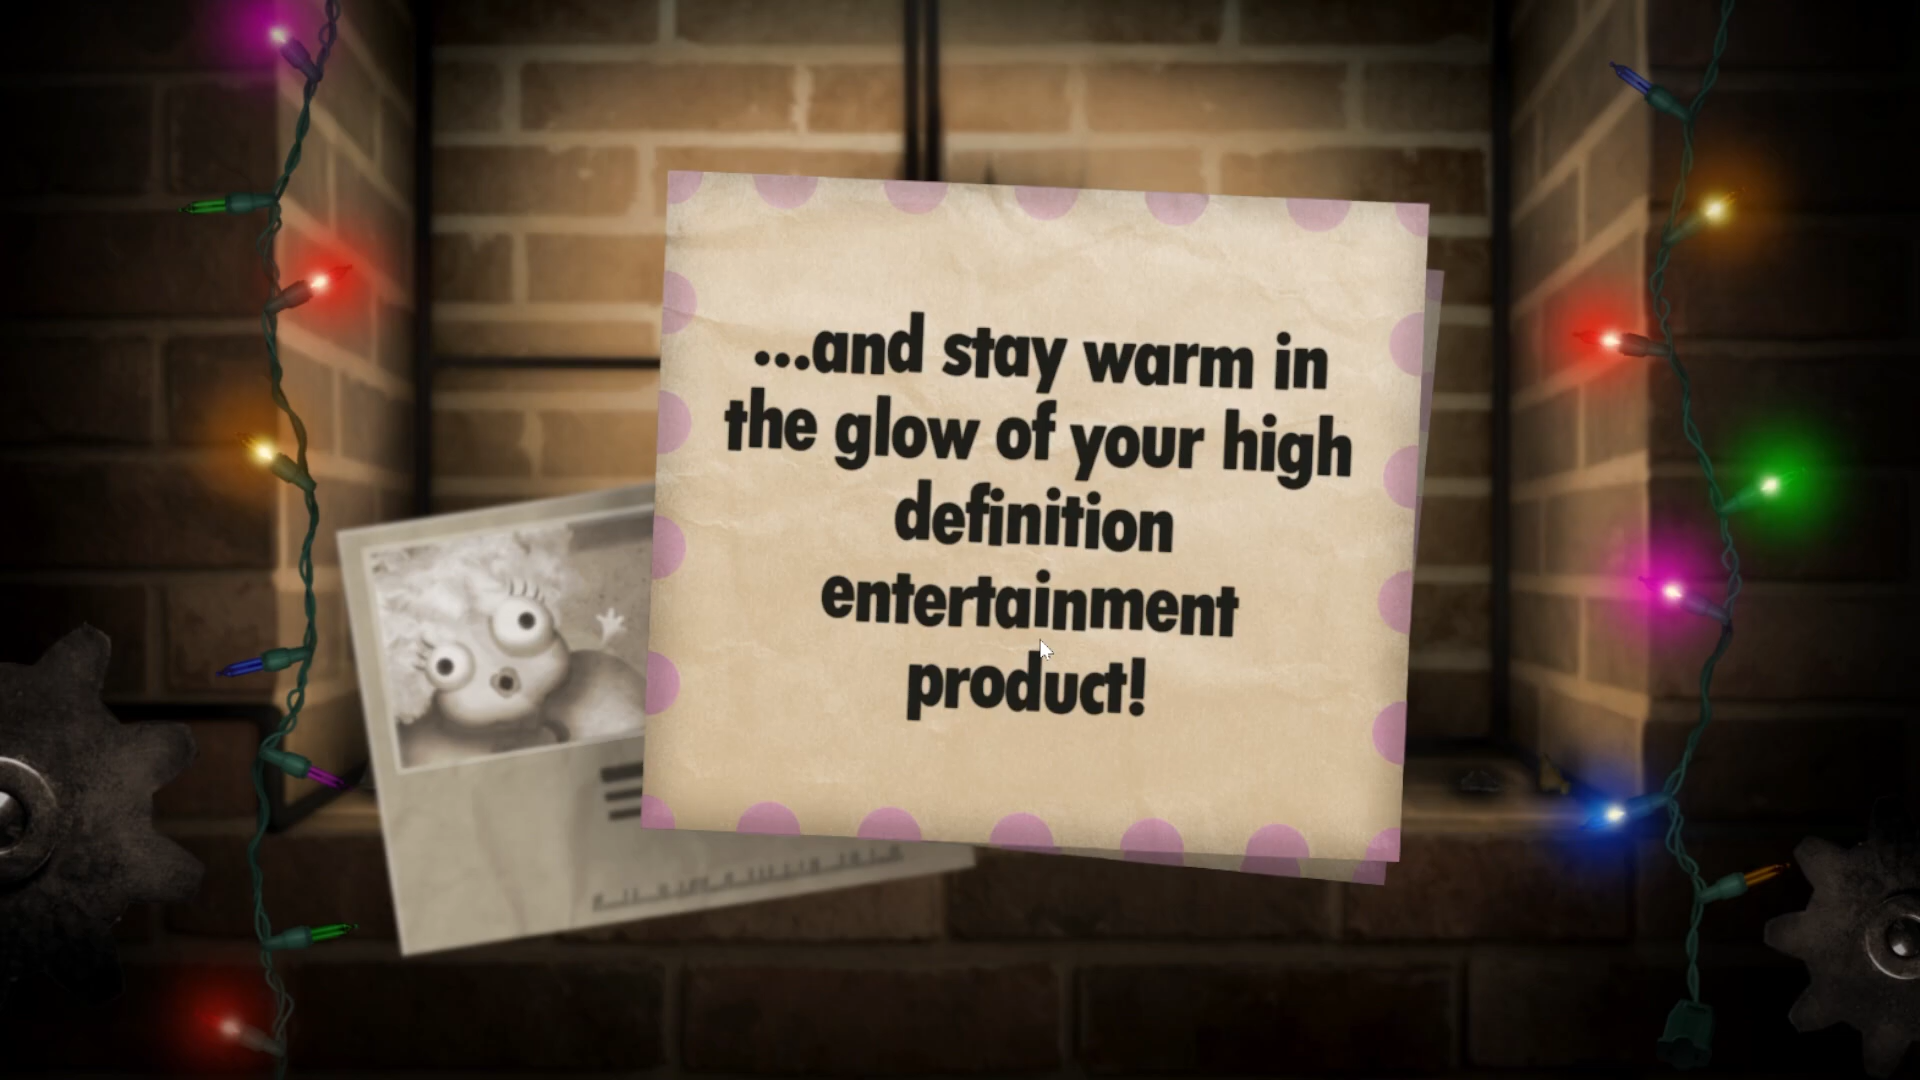 ...and stay warm in
the glow of your high
definition
entertainment
product!